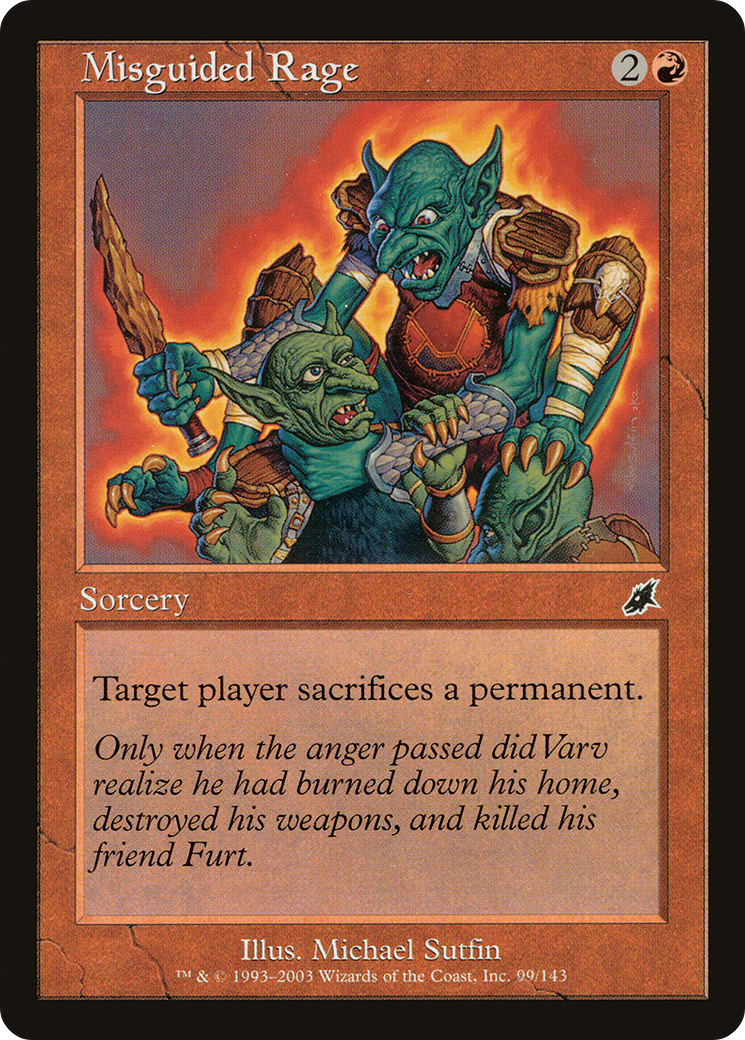 Misguided Rage 2
Sorcery
Target player sacrifices a permanent.
Only when the anger passed did Varv
realize he had burned down his home,
destroyed his weapons, and killed his
friend Furt.
Illus. Michael Sutfin
™ & © 1993–2003 Wizards of the Coast, Inc. 99/143